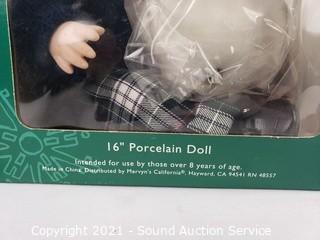 16" Porcelain Doll
Intended for use by those over 8 years of age.
Made in China. Distributed by Mervyn's California®, Hayward, CA 94541 RN 48557
Copyright 2021 - Sound Auction Service